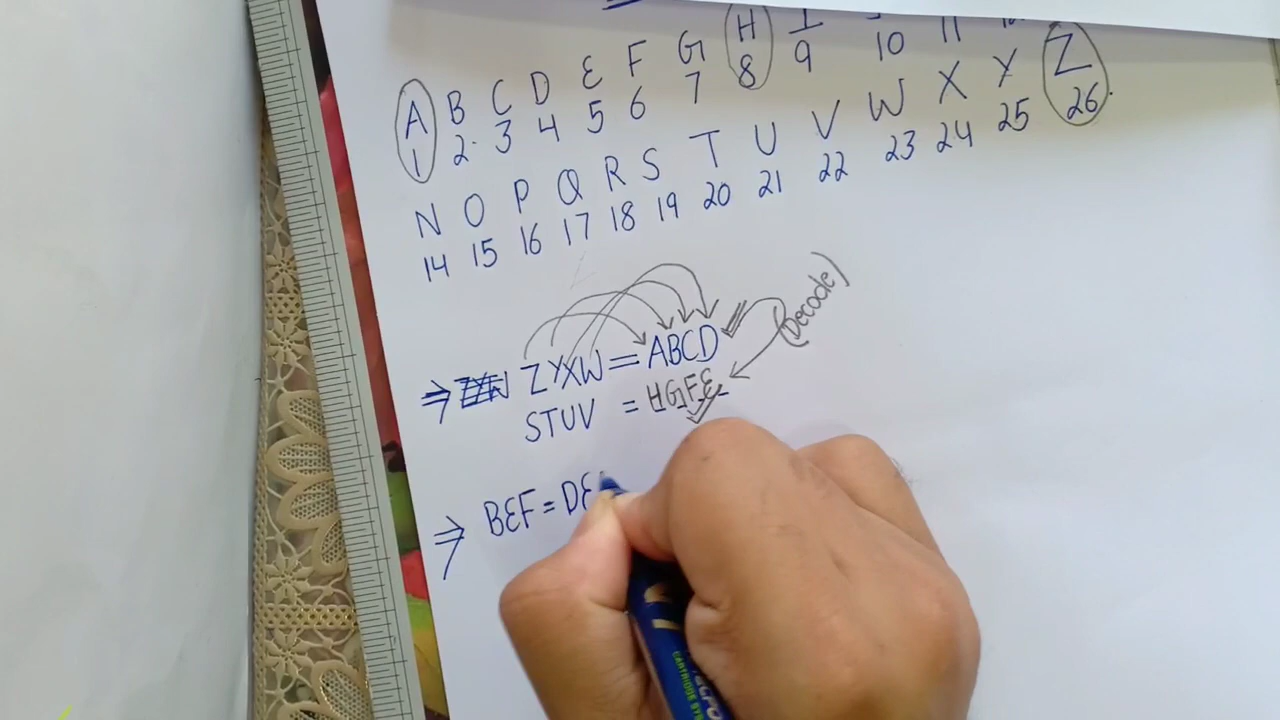 A B C D E F G H I
1 2 3 4 5 6 7 8 9 10 11
N O P Q R S T U V W X Y Z
14 15 16 17 18 19 20 21 22 23 24 25 26
⇒ ZYXW = ABCD
STUV = HGFE
(Decode)
⇒ BEF = DE